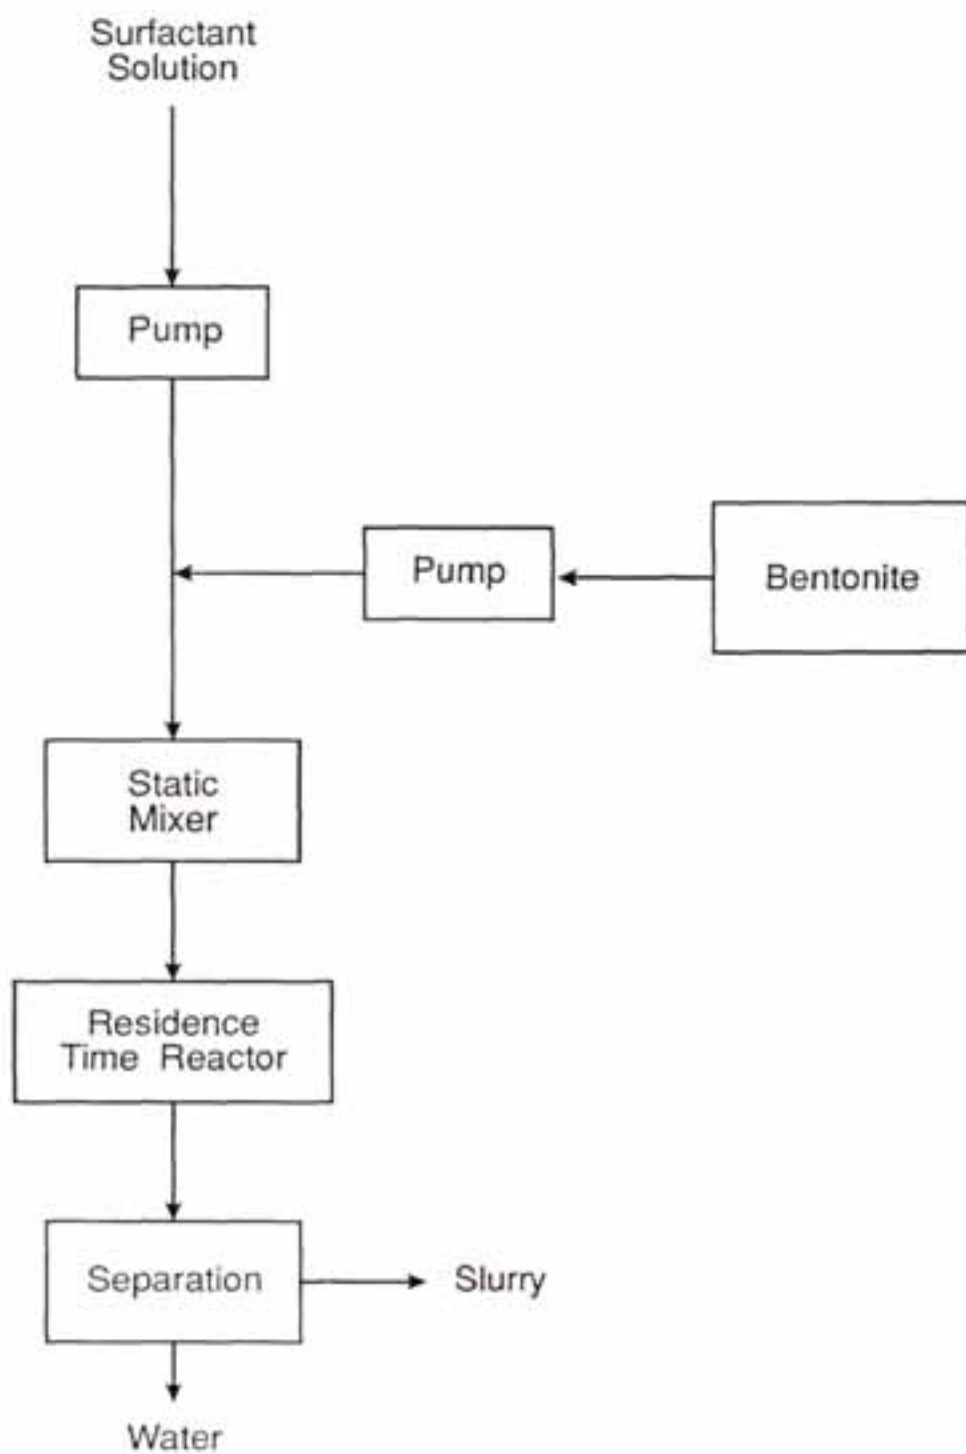 Surfactant
Solution
Pump
Pump
Bentonite
Static
Mixer
Residence
Time Reactor
Separation
Slurry
Water